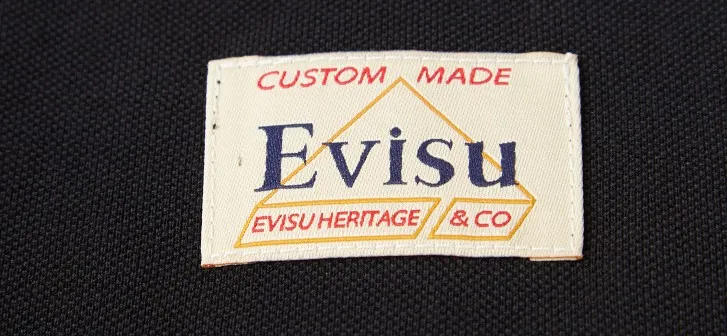 CUSTOM MADE
Evisu
EVISU HERITAGE & CO